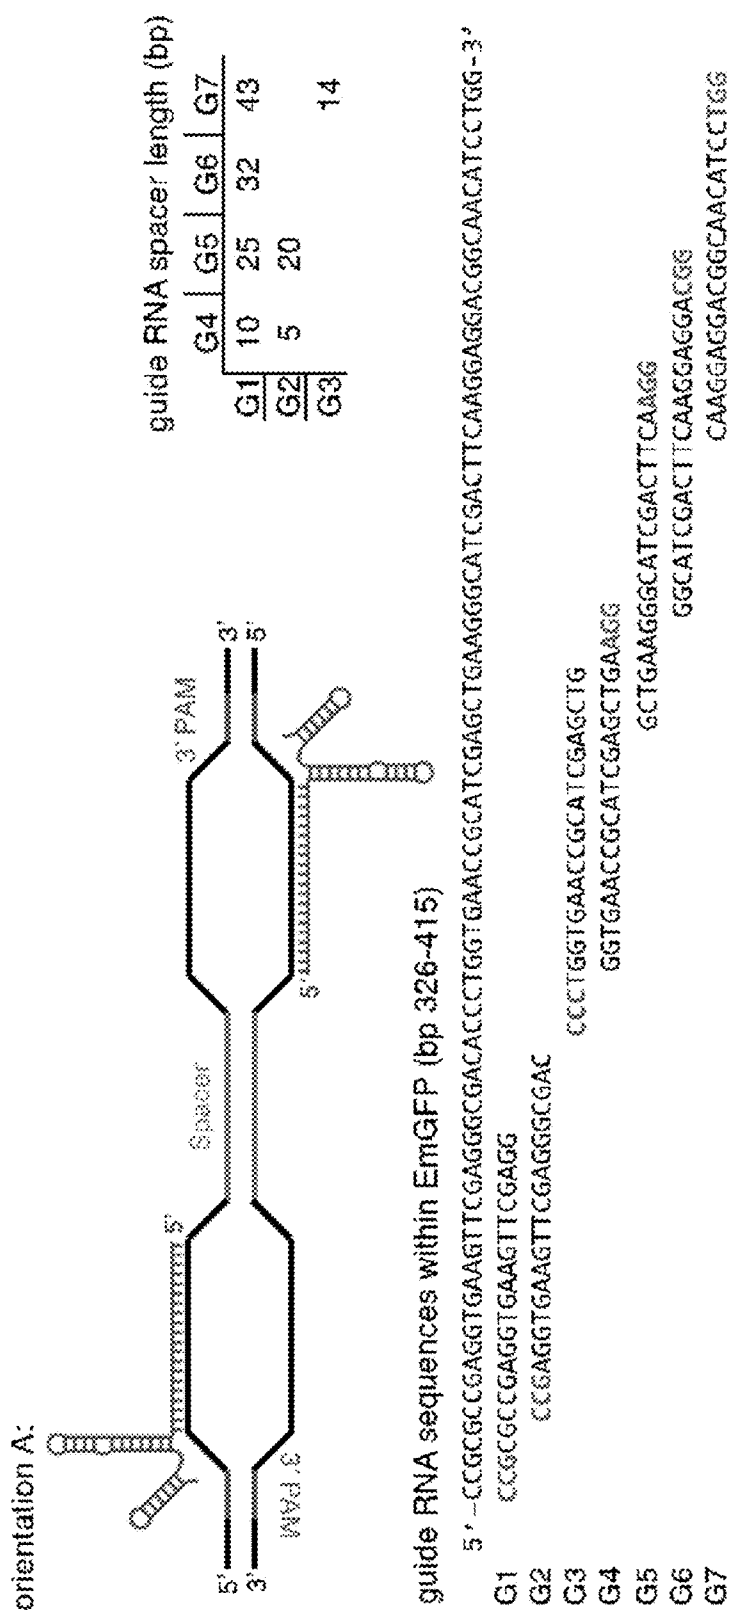 orientation A:
5'
3'
3' PAM
5'
Spacer
5'
3' PAM
3'
5'
guide RNA spacer length (bp)
G4 G5 G6 G7
G1 10 25 32 43
G2 5 20
G3 14
guide RNA sequences within EmGFP (bp 326-415)
5'-CCGCGCCGAGGTGAAGTTCGAGGGCGACACCCTGGTGAACCGCATCGAGCTGAAGGGCATCGACTTCAAGGAGGACGGCAACATCCTGG-3'
G1 CCGCGCCGAGGTGAAGTTCGAGG
G2 CCGAGGTGAAGTTCGAGGGCGAC
G3 CCCTGGTGAACCGCATCGAGCTG
G4 GGTGAACCGCATCGAGCTGAAGG
G5 GCTGAAGGGCATCGACTTCAAGG
G6 GGCATCGACTTCAAGGAGGACGG
G7 CAAGGAGGACGGCAACATCCTGG